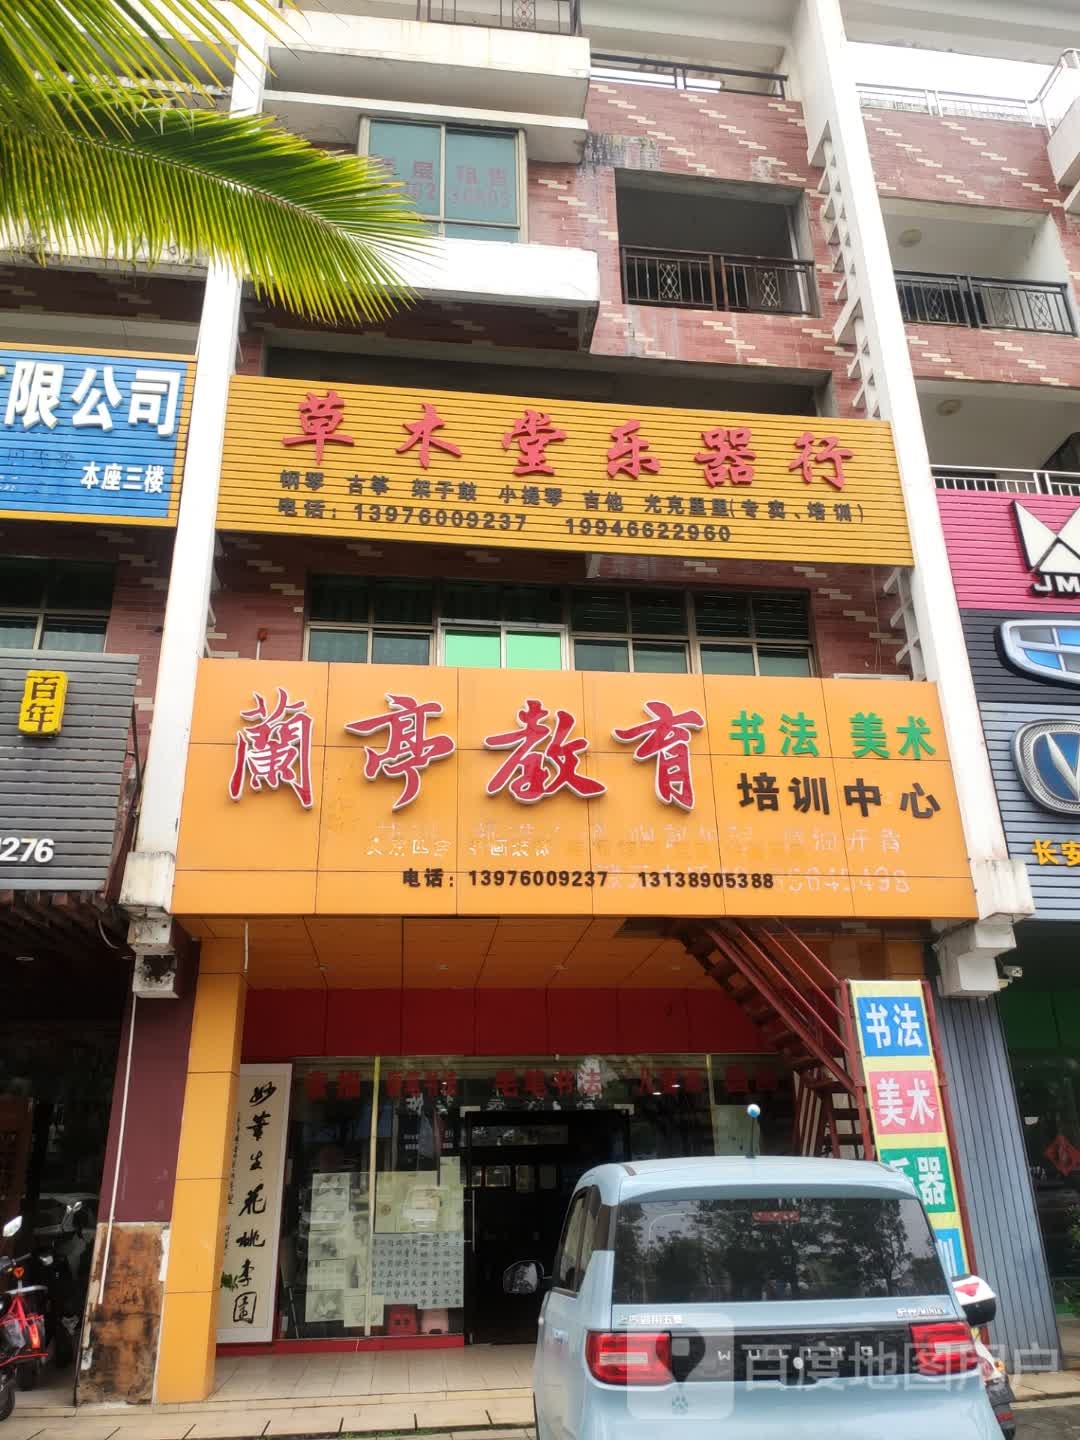 限公司
本座三楼
草木堂乐器行
钢琴 古筝 架子鼓 小提琴 吉他 尤克里里(专卖、培训)
电话：13976009237 19946622960
JM
百年
蘭亭教育
书法 美术
培训中心
电话：13976009237 13138905388
276
长安
书法
美术
乐器
妙笔生花桃李園
毛笔书法
WULING
百度地图用户